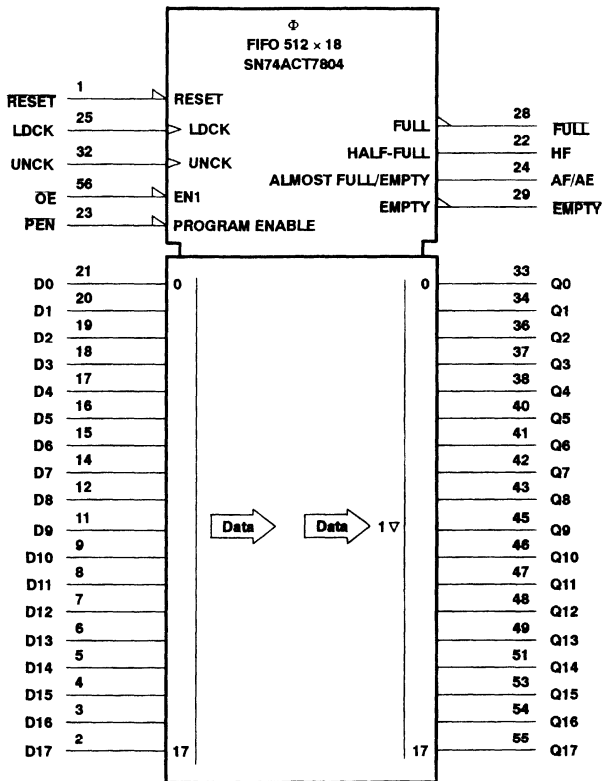 Φ
FIFO 512 × 18
SN74ACT7804
R̅E̅S̅E̅T̅ 1 RESET
LDCK 25 LDCK
UNCK 32 UNCK
O̅E̅ 56 EN1
P̅E̅N̅ 23 PROGRAM ENABLE
FULL 28 F̅U̅L̅L̅
HALF-FULL 22 HF
ALMOST FULL/EMPTY 24 AF/AE
EMPTY 29 E̅M̅P̅T̅Y̅
D0 21 0 0 33 Q0
D1 20 34 Q1
D2 19 36 Q2
D3 18 37 Q3
D4 17 38 Q4
D5 16 40 Q5
D6 15 41 Q6
D7 14 42 Q7
D8 12 43 Q8
D9 11 Data Data 1 ▽ 45 Q9
D10 9 46 Q10
D11 8 47 Q11
D12 7 48 Q12
D13 6 49 Q13
D14 5 51 Q14
D15 4 53 Q15
D16 3 54 Q16
D17 2 17 17 55 Q17